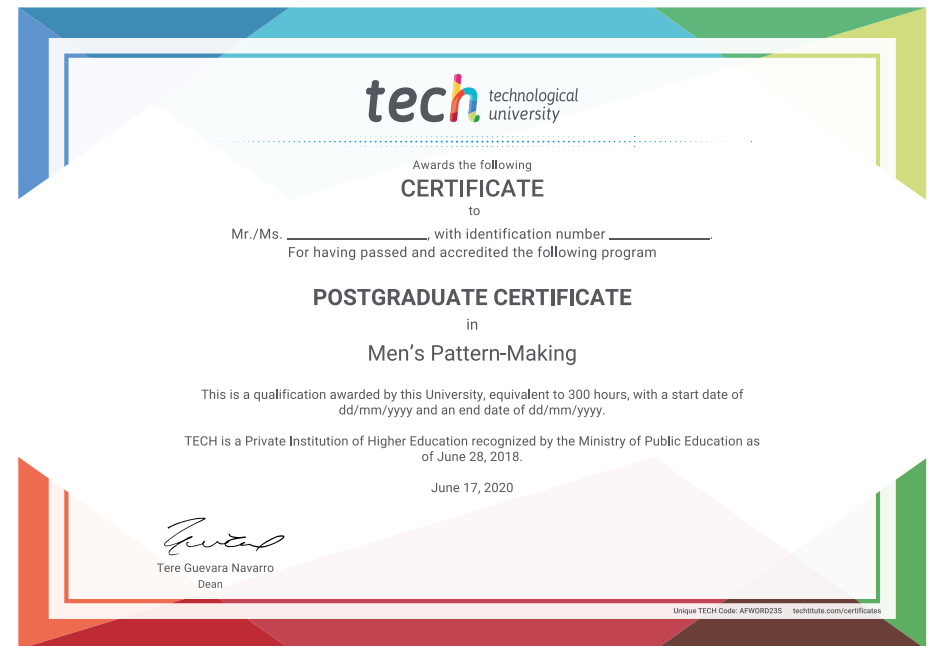 tech technological
university
Awards the following
CERTIFICATE
to
Mr./Ms. ____________________, with identification number ______________.
For having passed and accredited the following program
POSTGRADUATE CERTIFICATE
in
Men's Pattern-Making
This is a qualification awarded by this University, equivalent to 300 hours, with a start date of
dd/mm/yyyy and an end date of dd/mm/yyyy.
TECH is a Private Institution of Higher Education recognized by the Ministry of Public Education as
of June 28, 2018.
June 17, 2020
Tere Guevara Navarro
Dean
Unique TECH Code: AFWORD23S techtitute.com/certificates